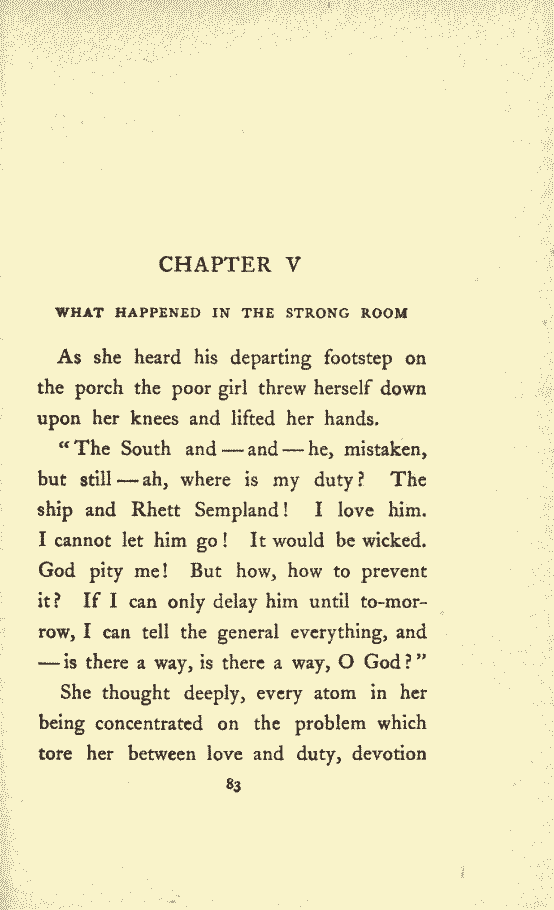 CHAPTER V
WHAT HAPPENED IN THE STRONG ROOM
As she heard his departing footstep on
the porch the poor girl threw herself down
upon her knees and lifted her hands.
“The South and — and — he, mistaken,
but still — ah, where is my duty? The
ship and Rhett Sempland! I love him.
I cannot let him go! It would be wicked.
God pity me! But how, how to prevent
it? If I can only delay him until to-mor-
row, I can tell the general everything, and
— is there a way, is there a way, O God?”
She thought deeply, every atom in her
being concentrated on the problem which
tore her between love and duty, devotion
83